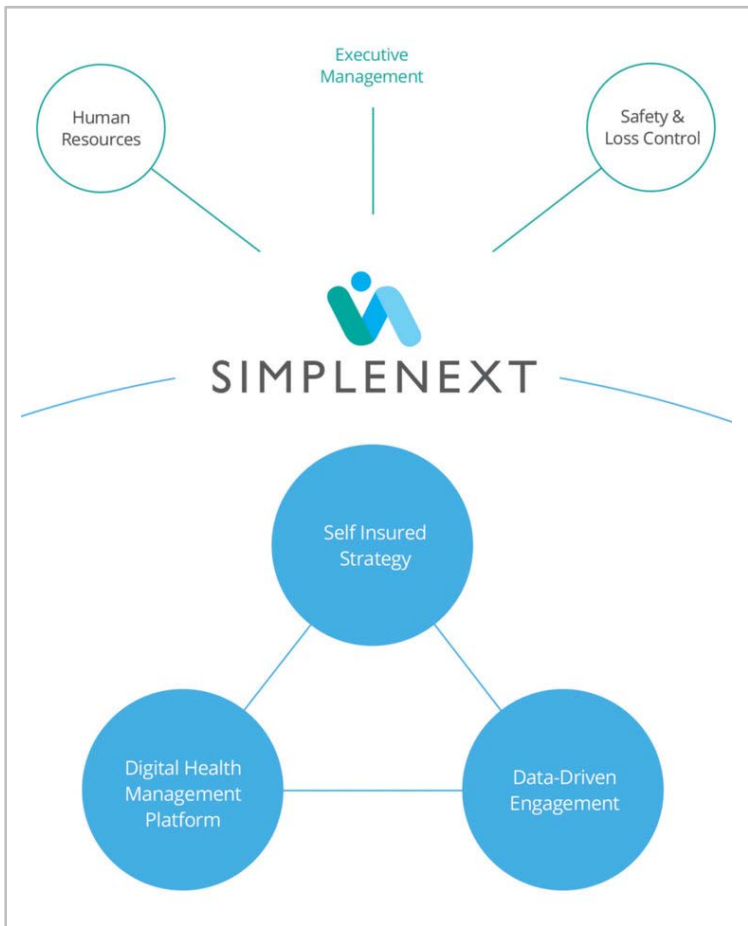 Executive
Management
Human
Resources
Safety &
Loss Control
SIMPLENEXT
Self Insured
Strategy
Digital Health
Management
Platform
Data-Driven
Engagement